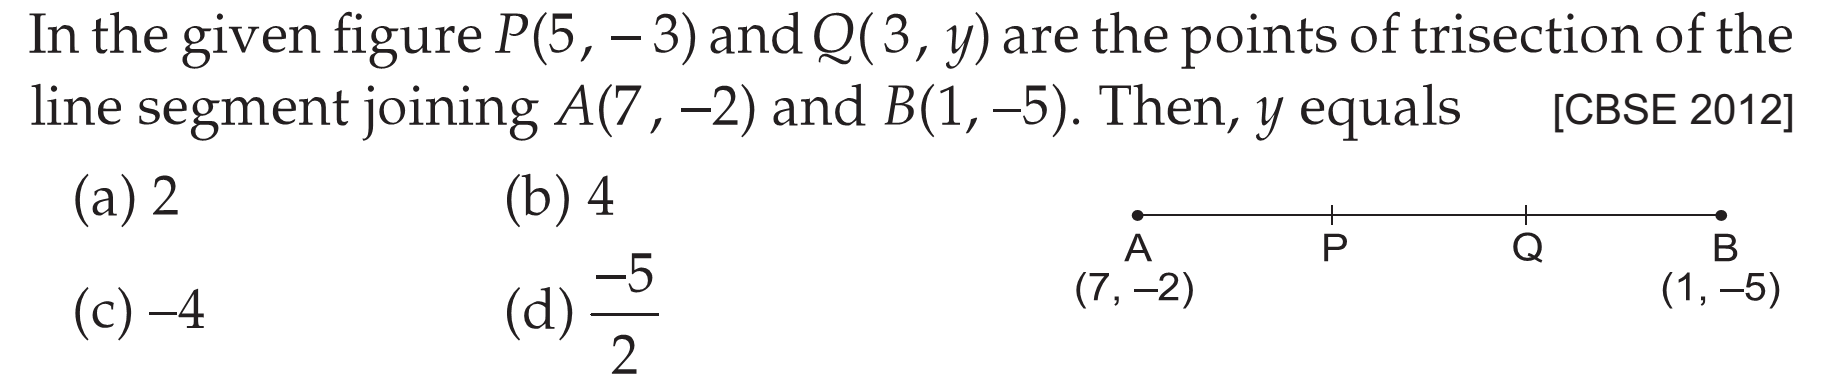 In the given figure P(5, – 3) and Q( 3, y) are the points of trisection of the
line segment joining A(7, –2) and B(1, –5). Then, y equals [CBSE 2012]
(a) 2 (b) 4
(c) –4 (d) –5/2
A P Q B
(7, –2) (1, –5)